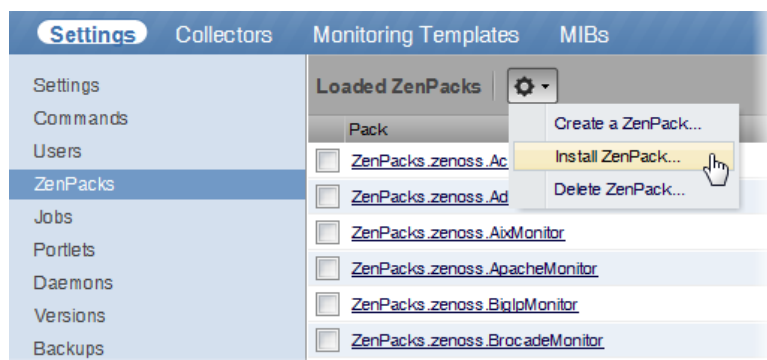 Settings Collectors Monitoring Templates MIBs
Settings
Commands
Users
ZenPacks
Jobs
Portlets
Daemons
Versions
Backups
Loaded ZenPacks
Pack
ZenPacks.zenoss.Ac
ZenPacks.zenoss.Ad
ZenPacks.zenoss.AixMonitor
ZenPacks.zenoss.ApacheMonitor
ZenPacks.zenoss.BigIpMonitor
ZenPacks.zenoss.BrocadeMonitor
Create a ZenPack...
Install ZenPack...
Delete ZenPack...